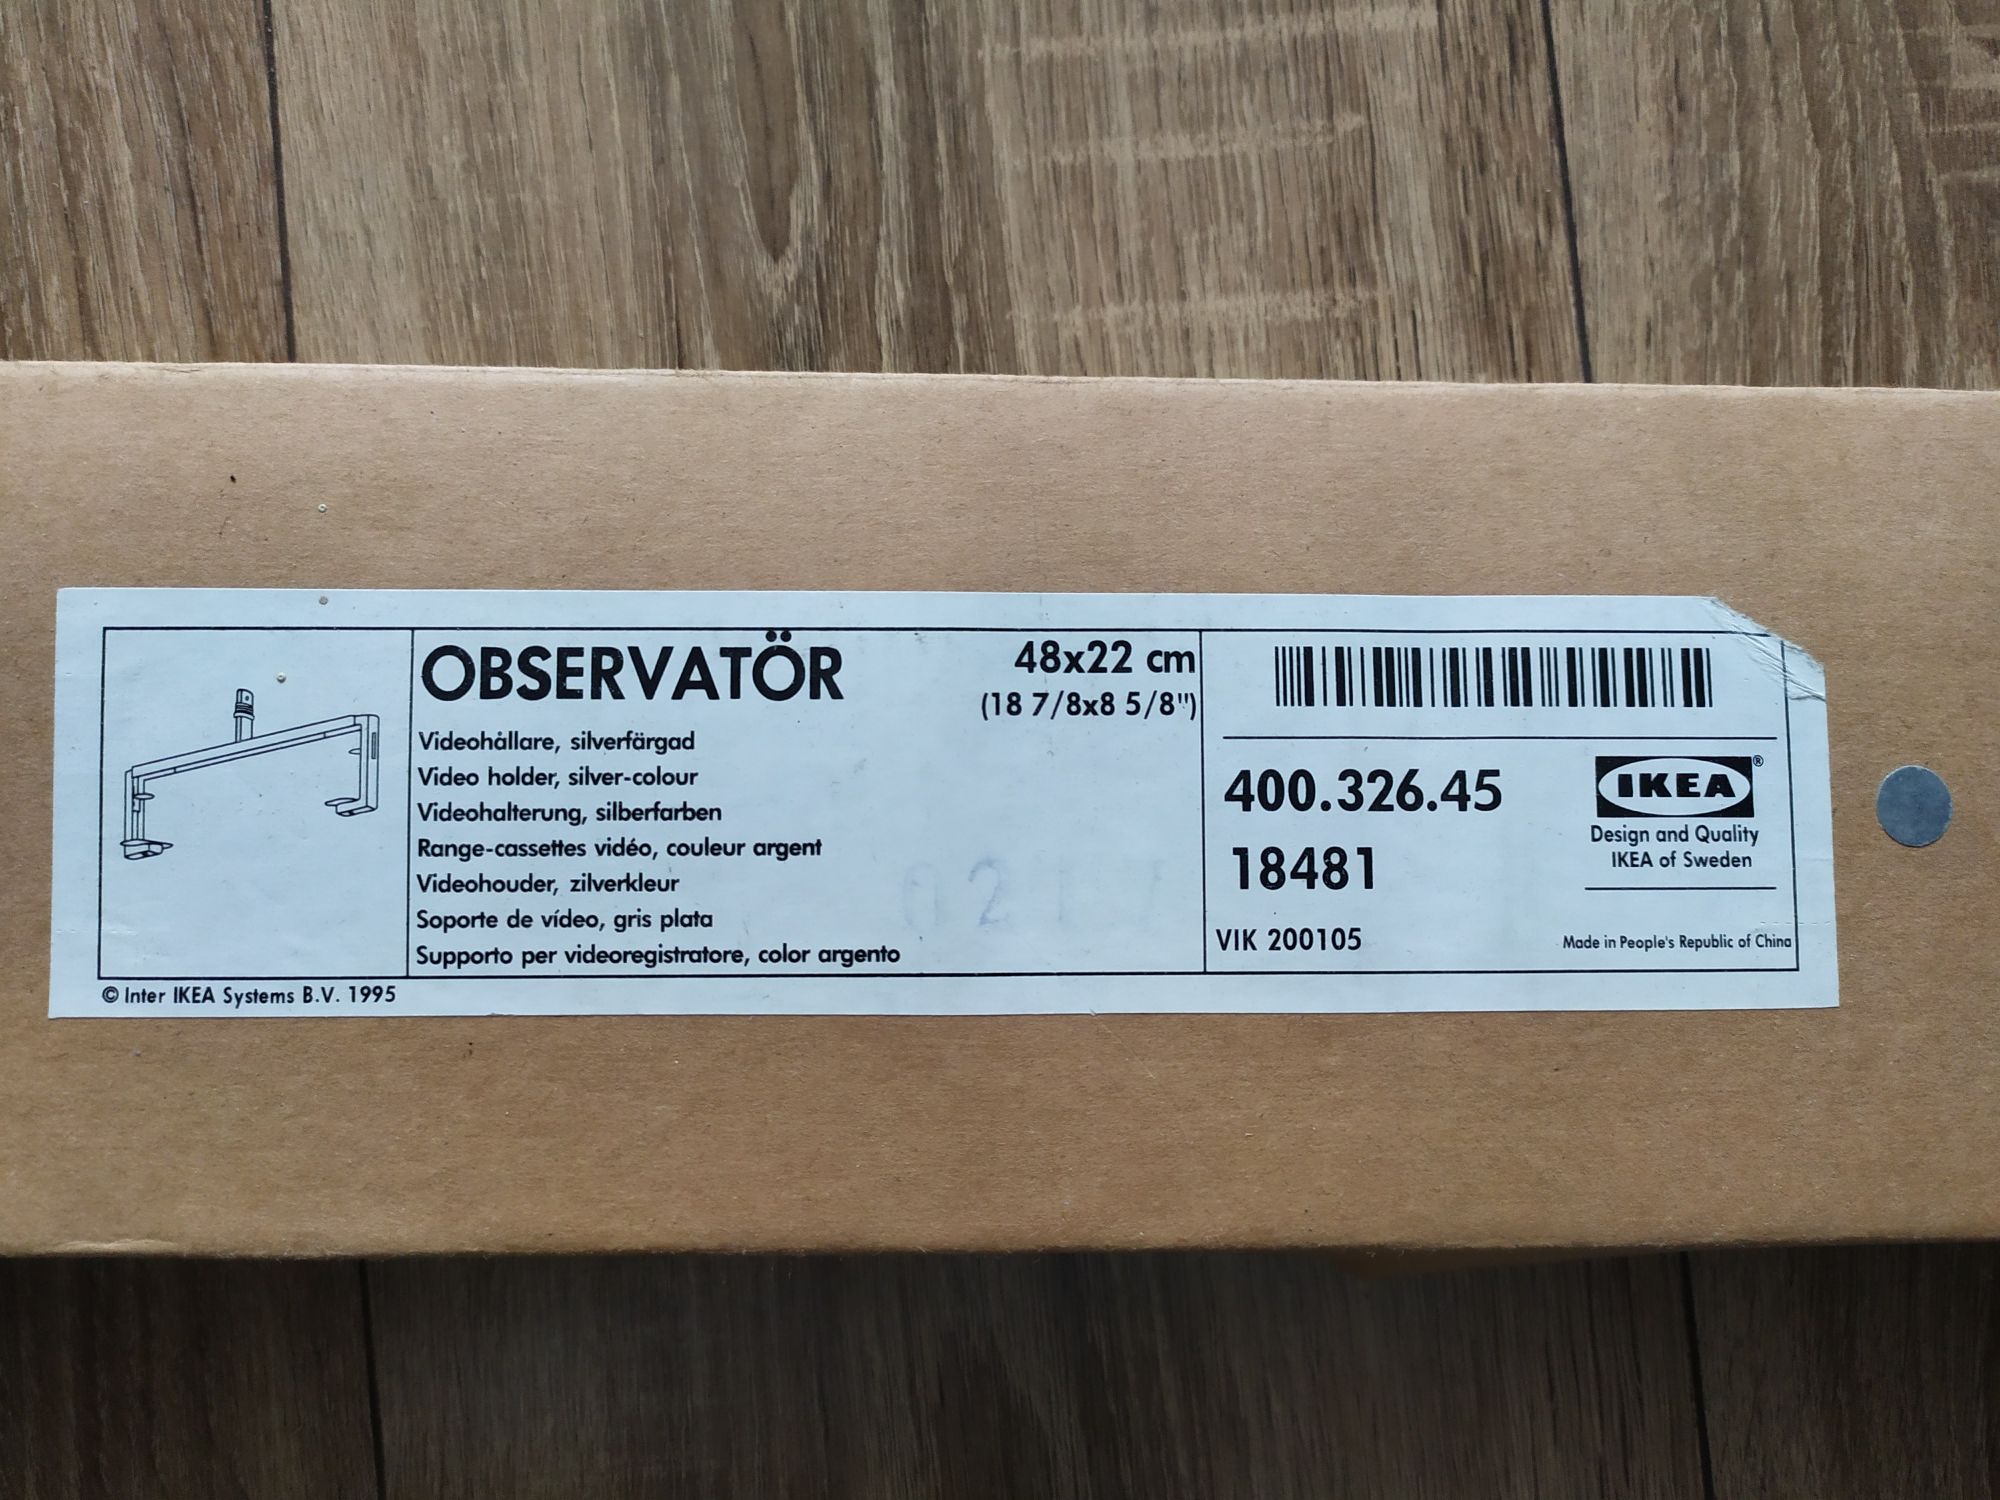 OBSERVATÖR
48x22 cm
(18 7/8x8 5/8")
Videohållare, silverfärgad
Video holder, silver-colour
Videohalterung, silberfarben
Range-cassettes vidéo, couleur argent
Videohouder, zilverkleur
Soporte de vídeo, gris plata
Supporto per videoregistratore, color argento
© Inter IKEA Systems B.V. 1995
400.326.45
18481
VIK 200105
IKEA®
Design and Quality
IKEA of Sweden
Made in People's Republic of China